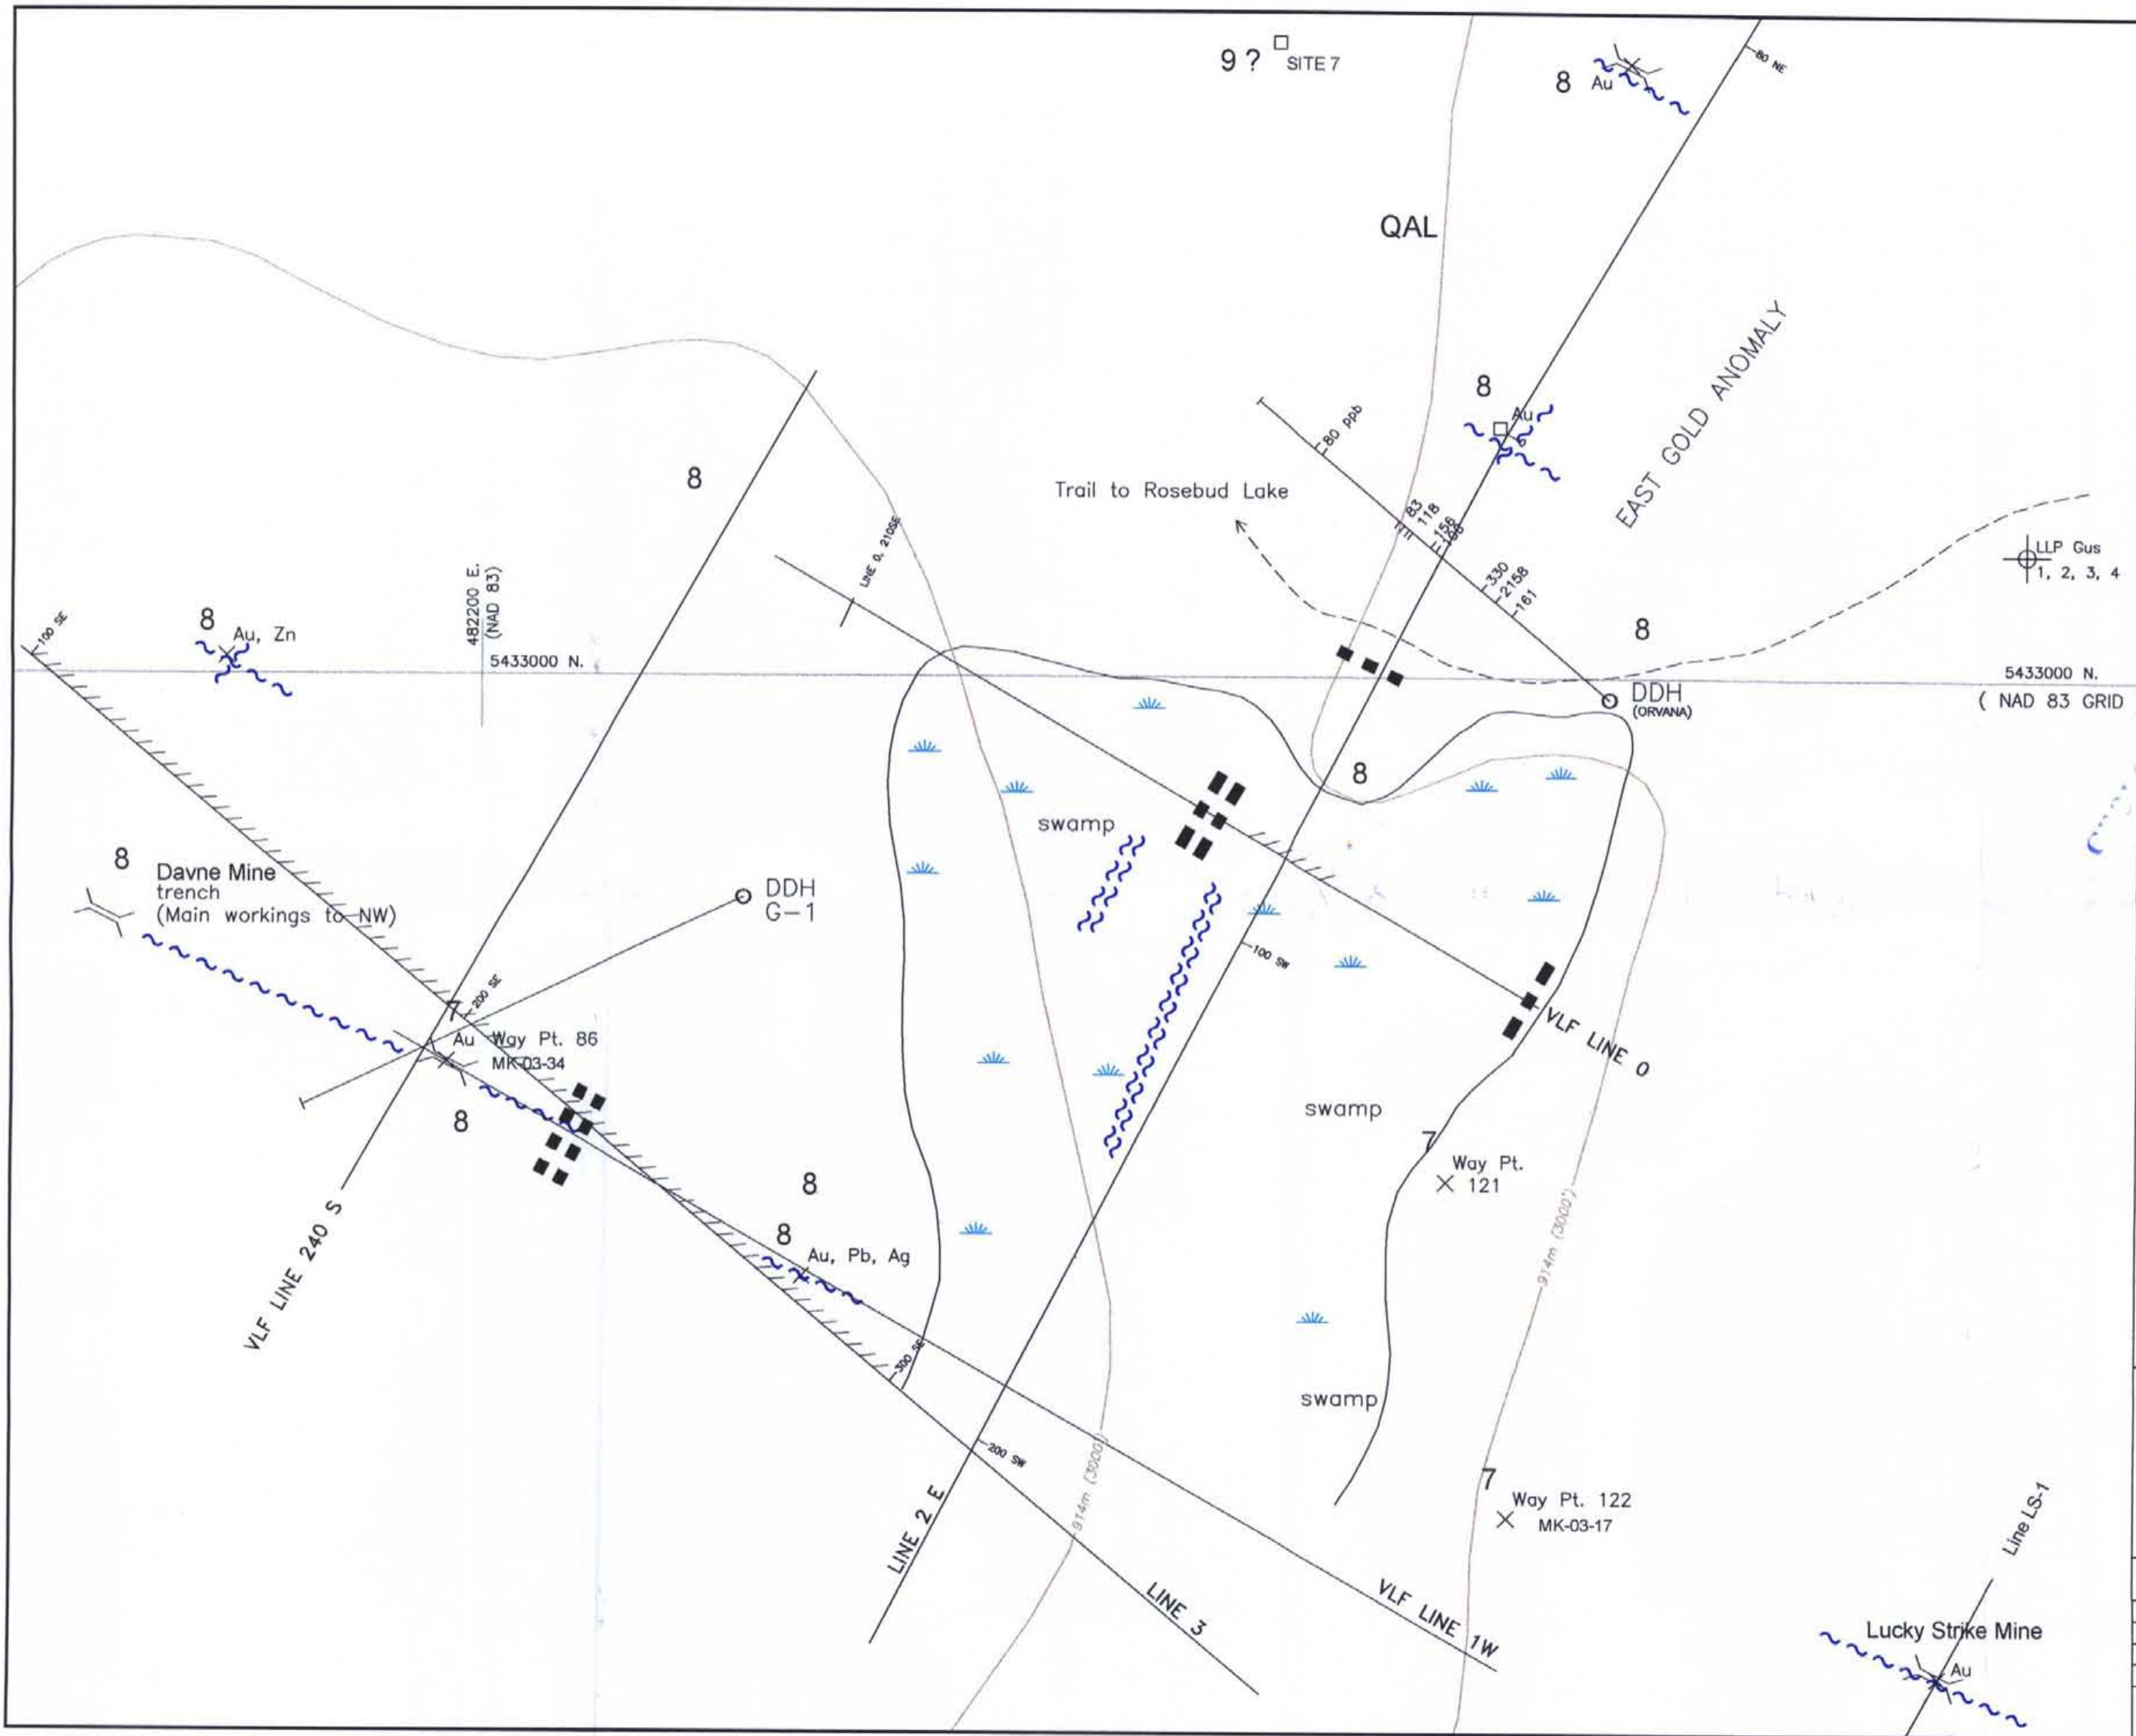 9 ?
SITE 7
8
Au
80 NE
QAL
EAST GOLD ANOMALY
8
Au
80 ppb
83
118
156
Trail to Rosebud Lake
330
2158
161
LLP Gus
1, 2, 3, 4
8
LINE 0, 210SE
482200 E.
(NAD 83)
5433000 N.
100 SE
8
Au, Zn
8
5433000 N.
( NAD 83 GRID
DDH
(ORVANA)
8
swamp
8
Davne Mine
trench
(Main workings to NW)
DDH
G-1
100 SW
200 SE
7
Au
Way Pt. 86
MK-03-34
VLF LINE 0
8
swamp
7
Way Pt.
121
8
8
Au, Pb, Ag
VLF LINE 240 S
914m (3000')
300 SE
swamp
200 SW
914m (3000')
LINE 2 E
7
Way Pt. 122
MK-03-17
Line LS-1
LINE 3
VLF LINE 1W
Lucky Strike Mine
Au